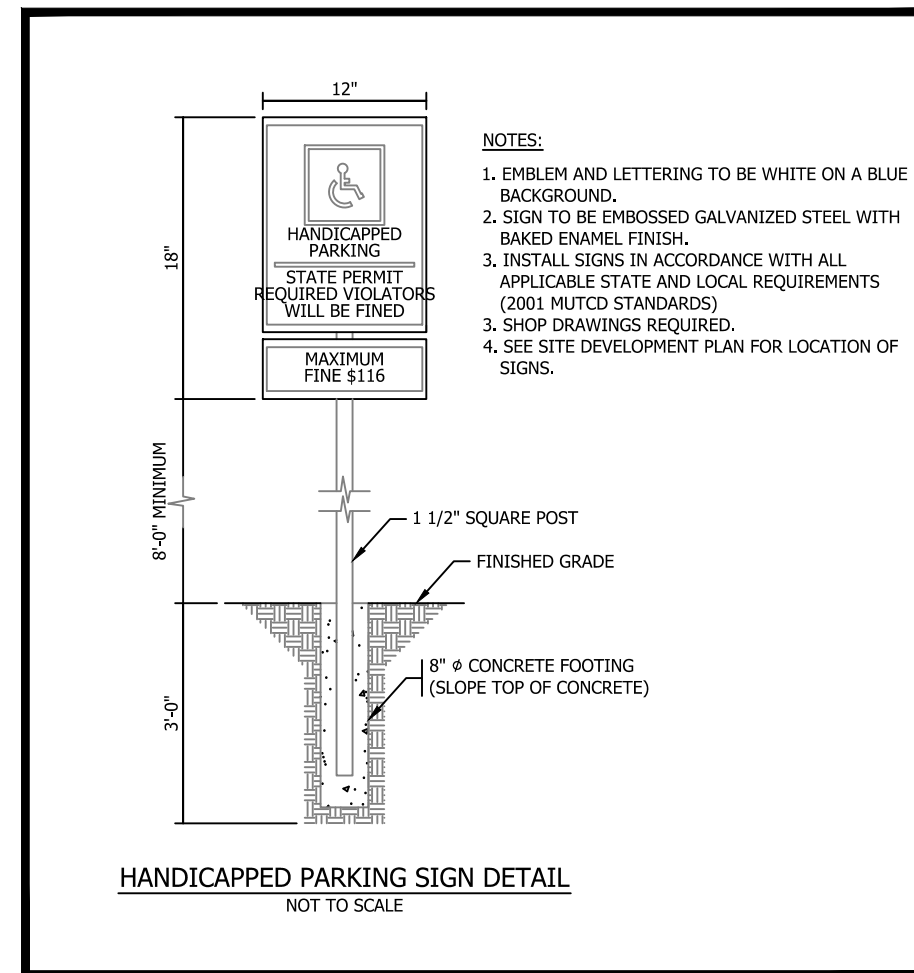 12"
18"
HANDICAPPED
PARKING
STATE PERMIT
REQUIRED VIOLATORS
WILL BE FINED
MAXIMUM
FINE $116
NOTES:
1. EMBLEM AND LETTERING TO BE WHITE ON A BLUE
BACKGROUND.
2. SIGN TO BE EMBOSSED GALVANIZED STEEL WITH
BAKED ENAMEL FINISH.
3. INSTALL SIGNS IN ACCORDANCE WITH ALL
APPLICABLE STATE AND LOCAL REQUIREMENTS
(2001 MUTCD STANDARDS)
3. SHOP DRAWINGS REQUIRED.
4. SEE SITE DEVELOPMENT PLAN FOR LOCATION OF
SIGNS.
8'-0" MINIMUM
1 1/2" SQUARE POST
FINISHED GRADE
8" ø CONCRETE FOOTING
(SLOPE TOP OF CONCRETE)
3'-0"
HANDICAPPED PARKING SIGN DETAIL
NOT TO SCALE